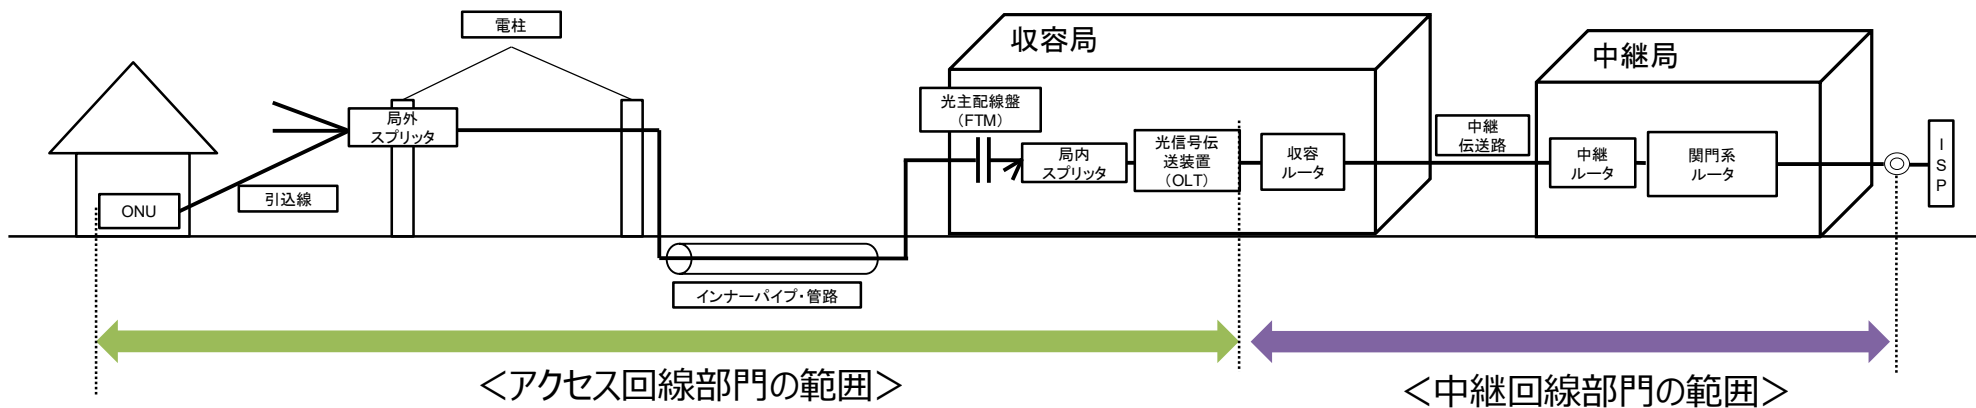 電柱
収容局
中継局
光主配線盤
（FTM）
局外
スプリッタ
中継
伝送路
局内
スプリッタ
光信号伝
送装置
（OLT）
収容
ルータ
中継
ルータ
関門系
ルータ
I
S
P
ONU
引込線
インナーパイプ・管路
＜アクセス回線部門の範囲＞
＜中継回線部門の範囲＞